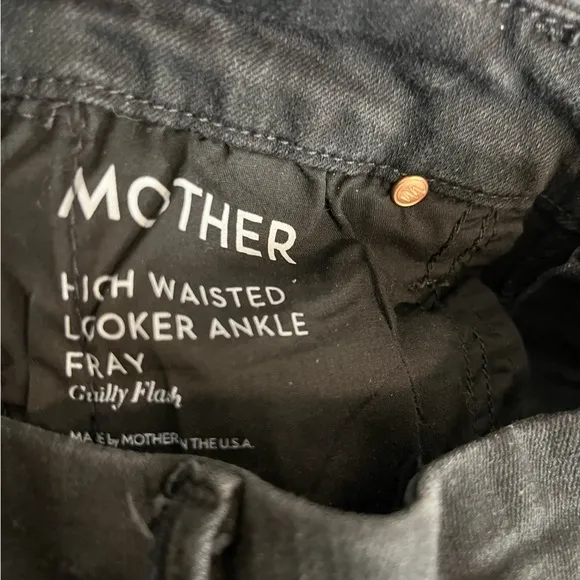 MOTHER
HIGH WAISTED
LOOKER ANKLE
FRAY
Guilty Flash
MADE by MOTHER IN THE U.S.A.